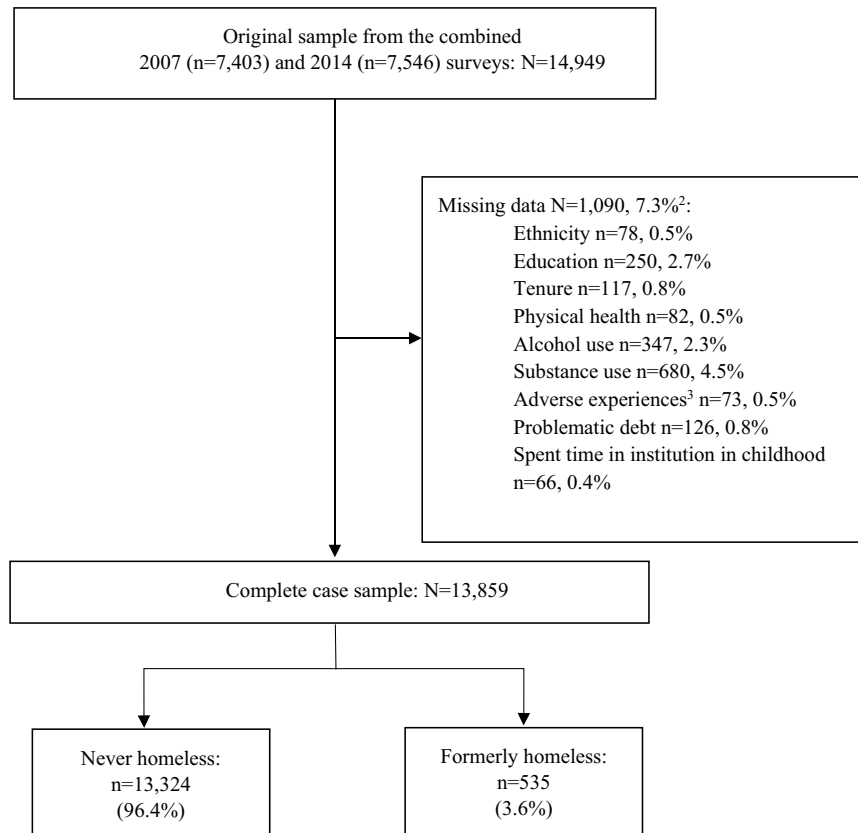 Original sample from the combined
2007 (n=7,403) and 2014 (n=7,546) surveys: N=14,949
Missing data N=1,090, 7.3%²:
Ethnicity n=78, 0.5%
Education n=250, 2.7%
Tenure n=117, 0.8%
Physical health n=82, 0.5%
Alcohol use n=347, 2.3%
Substance use n=680, 4.5%
Adverse experiences³ n=73, 0.5%
Problematic debt n=126, 0.8%
Spent time in institution in childhood
n=66, 0.4%
Complete case sample: N=13,859
Never homeless:
n=13,324
(96.4%)
Formerly homeless:
n=535
(3.6%)